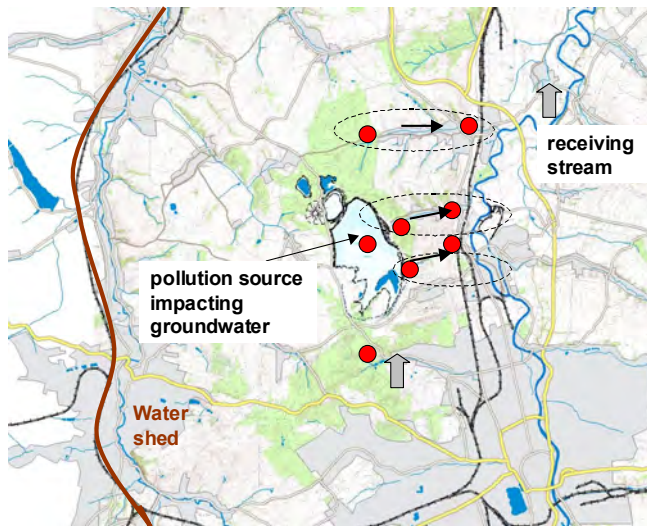 receiving
stream
pollution source
impacting
groundwater
Water
shed